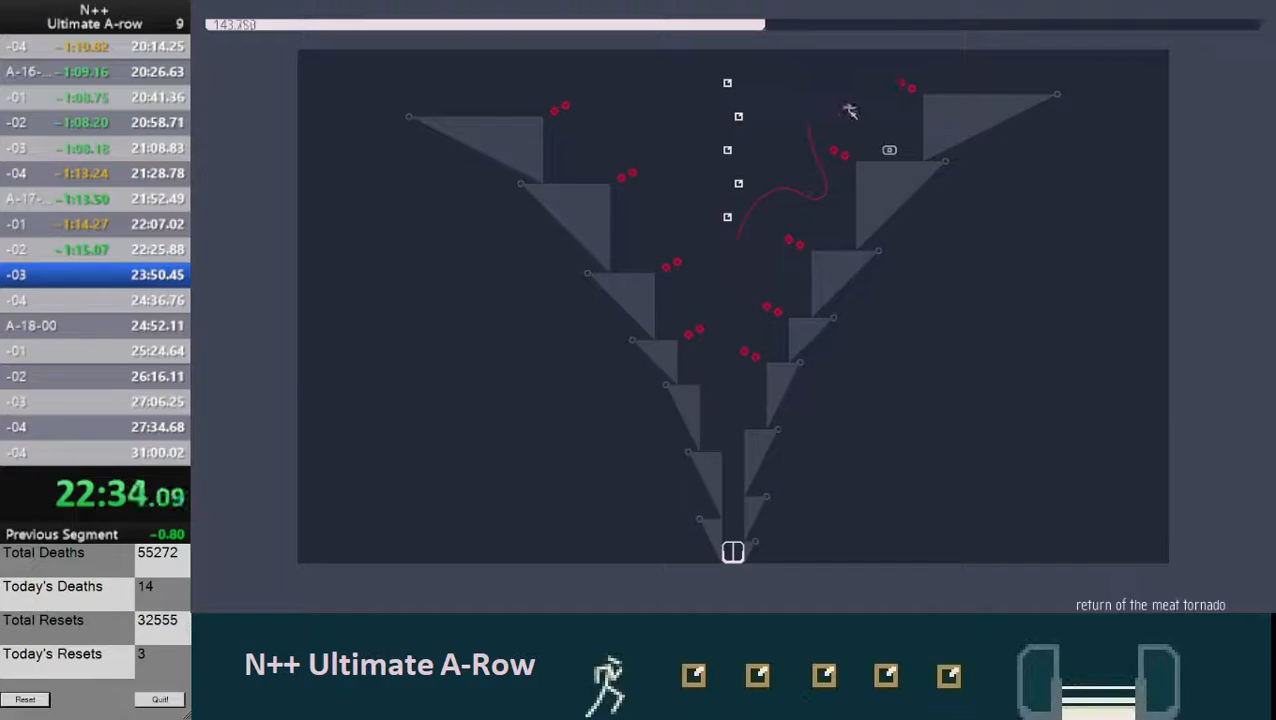 N++
Ultimate A-row 9
143.750
-04 -1:10.82 20:14.25
A-16-... -1:09.16 20:26.63
-01 -1:08.75 20:41.36
-02 -1:08.20 20:58.71
-03 -1:08.18 21:08.83
-04 -1:13.24 21:28.78
A-17-... -1:13.50 21:52.49
-01 -1:14.27 22:07.02
-02 -1:15.07 22:25.88
-03 23:50.45
-04 24:36.76
A-18-00 24:52.11
-01 25:24.64
-02 26:16.11
-03 27:06.25
-04 27:34.68
-04 31:00.02
22:34.09
Previous Segment -0.80
Total Deaths 55272
Today's Deaths 14
Total Resets 32555
Today's Resets 3
Reset Quit!
return of the meat tornado
N++ Ultimate A-Row